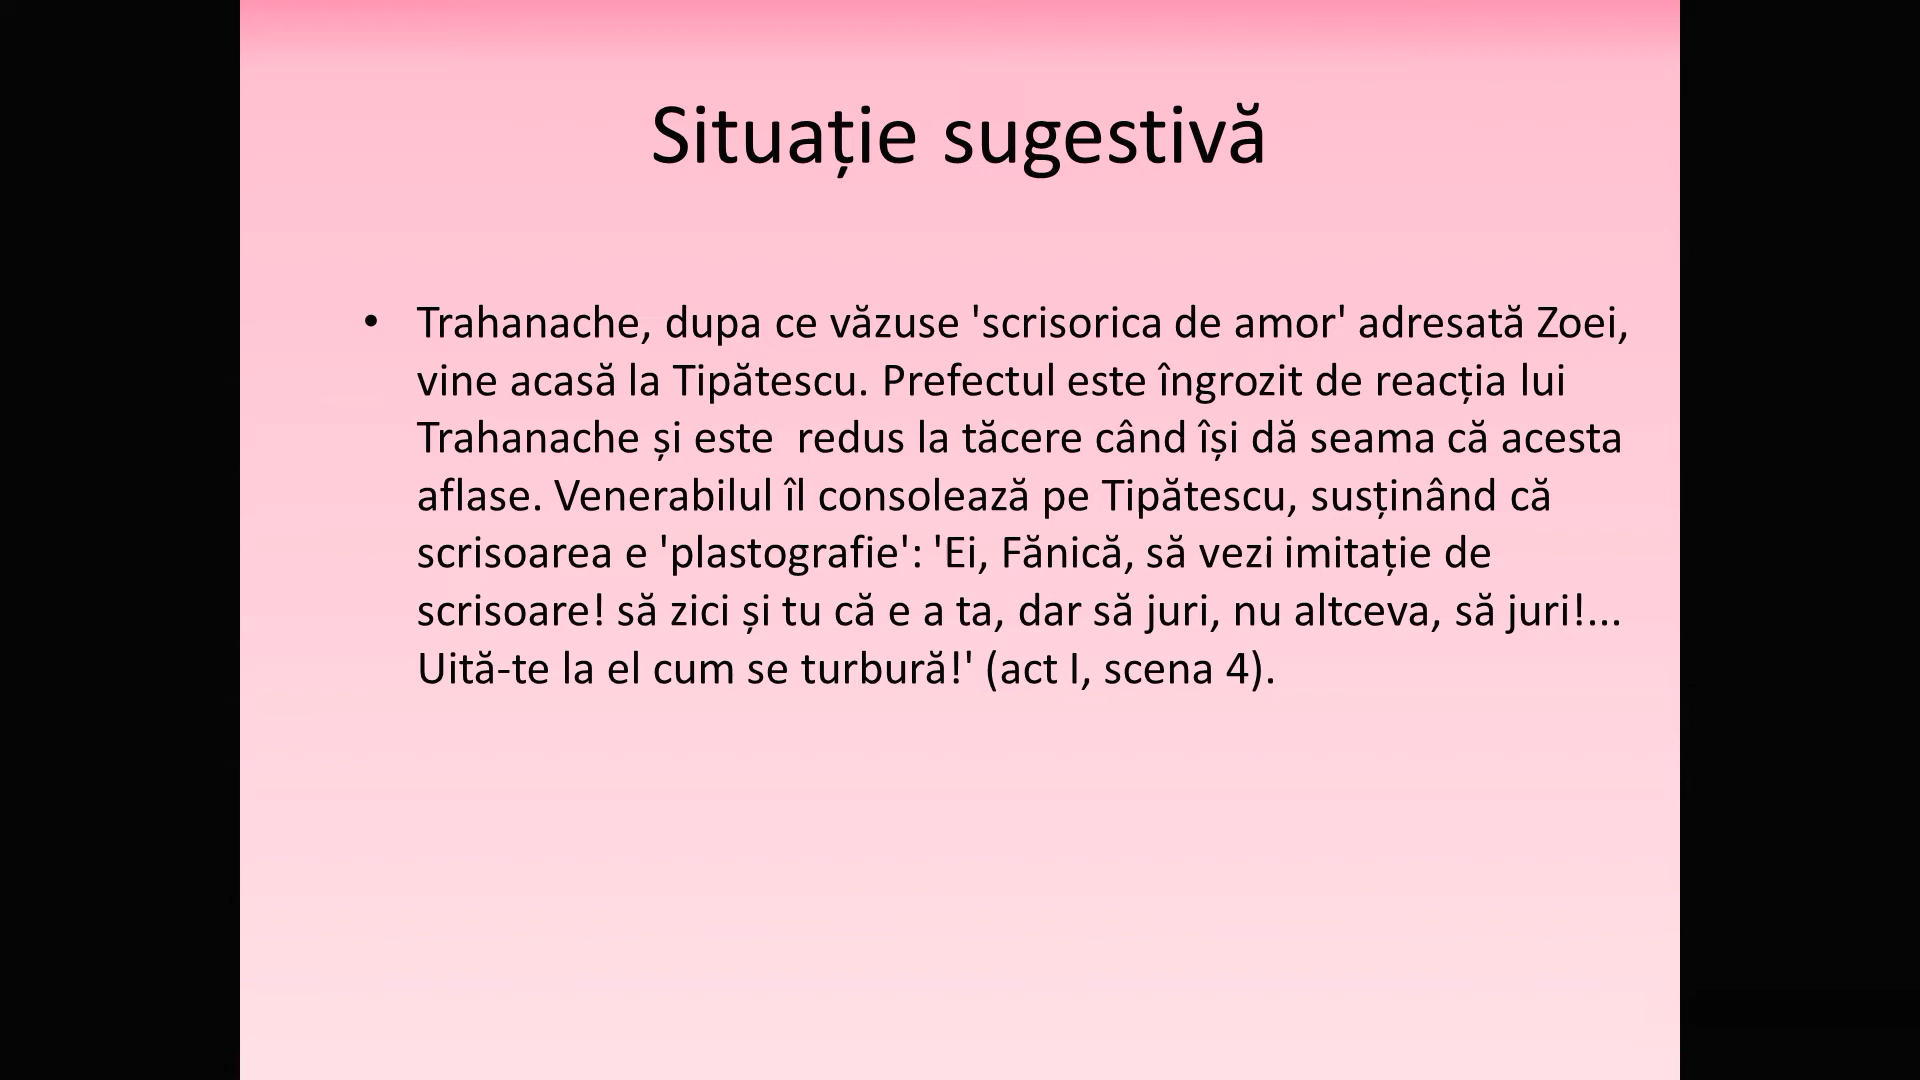 Situație sugestivă
• Trahanache, dupa ce văzuse 'scrisorica de amor' adresată Zoei,
vine acasă la Tipătescu. Prefectul este îngrozit de reacția lui
Trahanache și este  redus la tăcere când își dă seama că acesta
aflase. Venerabilul îl consolează pe Tipătescu, susținând că
scrisoarea e 'plastografie': 'Ei, Fănică, să vezi imitație de
scrisoare! să zici și tu că e a ta, dar să juri, nu altceva, să juri!...
Uită-te la el cum se turbură!' (act I, scena 4).